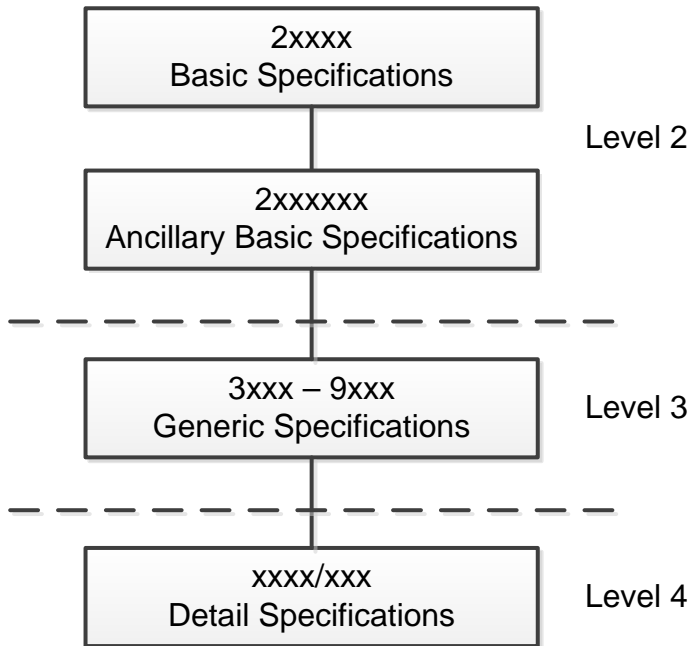 2xxxx
Basic Specifications
Level 2
2xxxxxx
Ancillary Basic Specifications
3xxx – 9xxx
Generic Specifications
Level 3
xxxx/xxx
Detail Specifications
Level 4